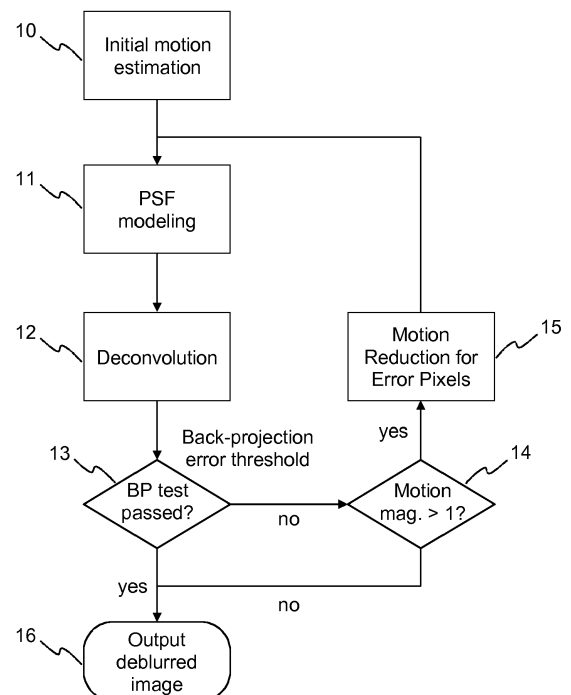 10
Initial motion
estimation
11
PSF
modeling
12
Deconvolution
15
Motion
Reduction for
Error Pixels
13
Back-projection
error threshold
yes
14
BP test
passed?
no
Motion
mag. > 1?
yes
no
16
Output
deblurred
image